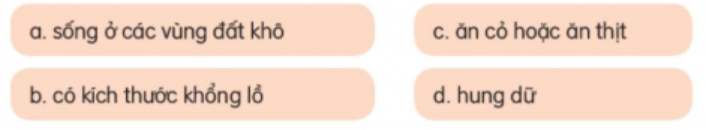 a. sống ở các vùng đất khô
b. có kích thước khổng lồ
c. ăn cỏ hoặc ăn thịt
d. hung dữ